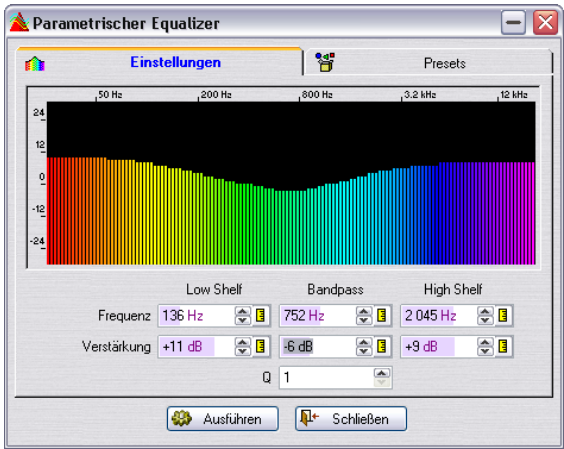 Parametrischer Equalizer
Einstellungen
Presets
50 Hz 200 Hz 800 Hz 3.2 kHz 12 kHz
24
12
0
-12
-24
Low Shelf Bandpass High Shelf
Frequenz 136 Hz 752 Hz 2 045 Hz
Verstärkung +11 dB -6 dB +9 dB
Q 1
Ausführen Schließen